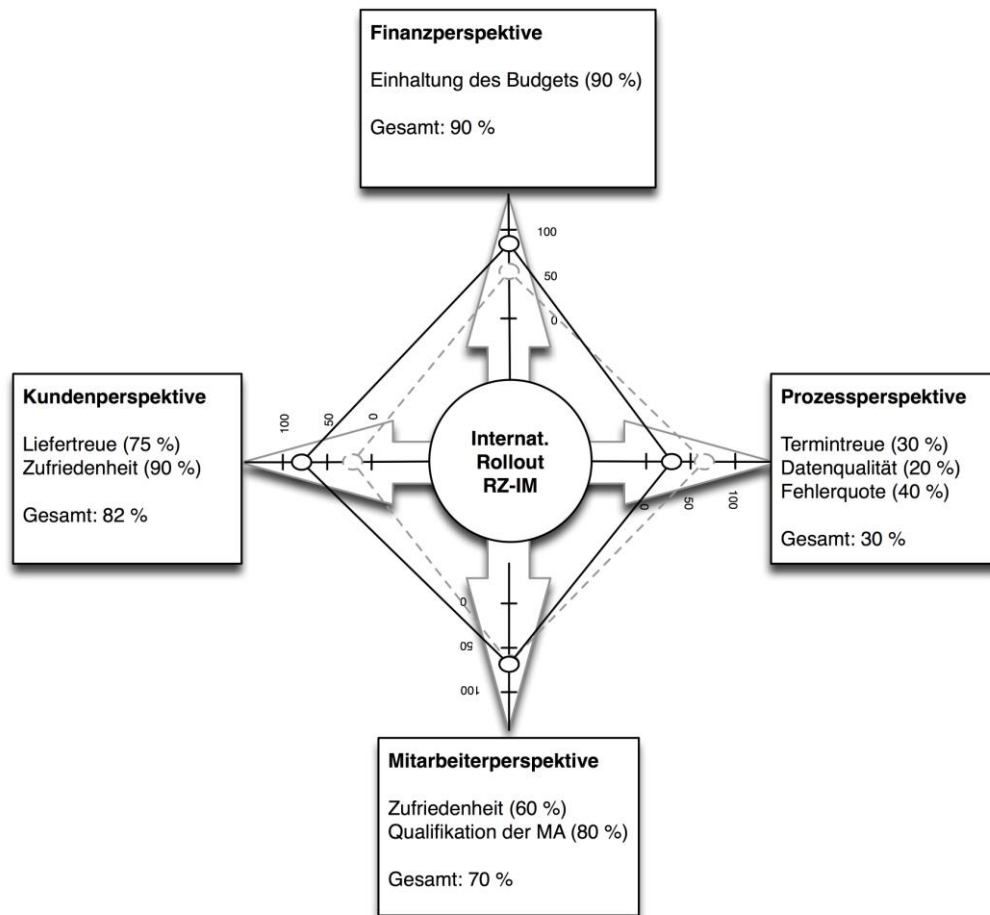 Finanzperspektive
Einhaltung des Budgets (90 %)
Gesamt: 90 %
100
50
0
Kundenperspektive
Liefertreue (75 %)
Zufriedenheit (90 %)
Gesamt: 82 %
100
50
0
Internat.
Rollout
RZ-IM
0
50
100
Prozessperspektive
Termintreue (30 %)
Datenqualität (20 %)
Fehlerquote (40 %)
Gesamt: 30 %
0
50
100
Mitarbeiterperspektive
Zufriedenheit (60 %)
Qualifikation der MA (80 %)
Gesamt: 70 %